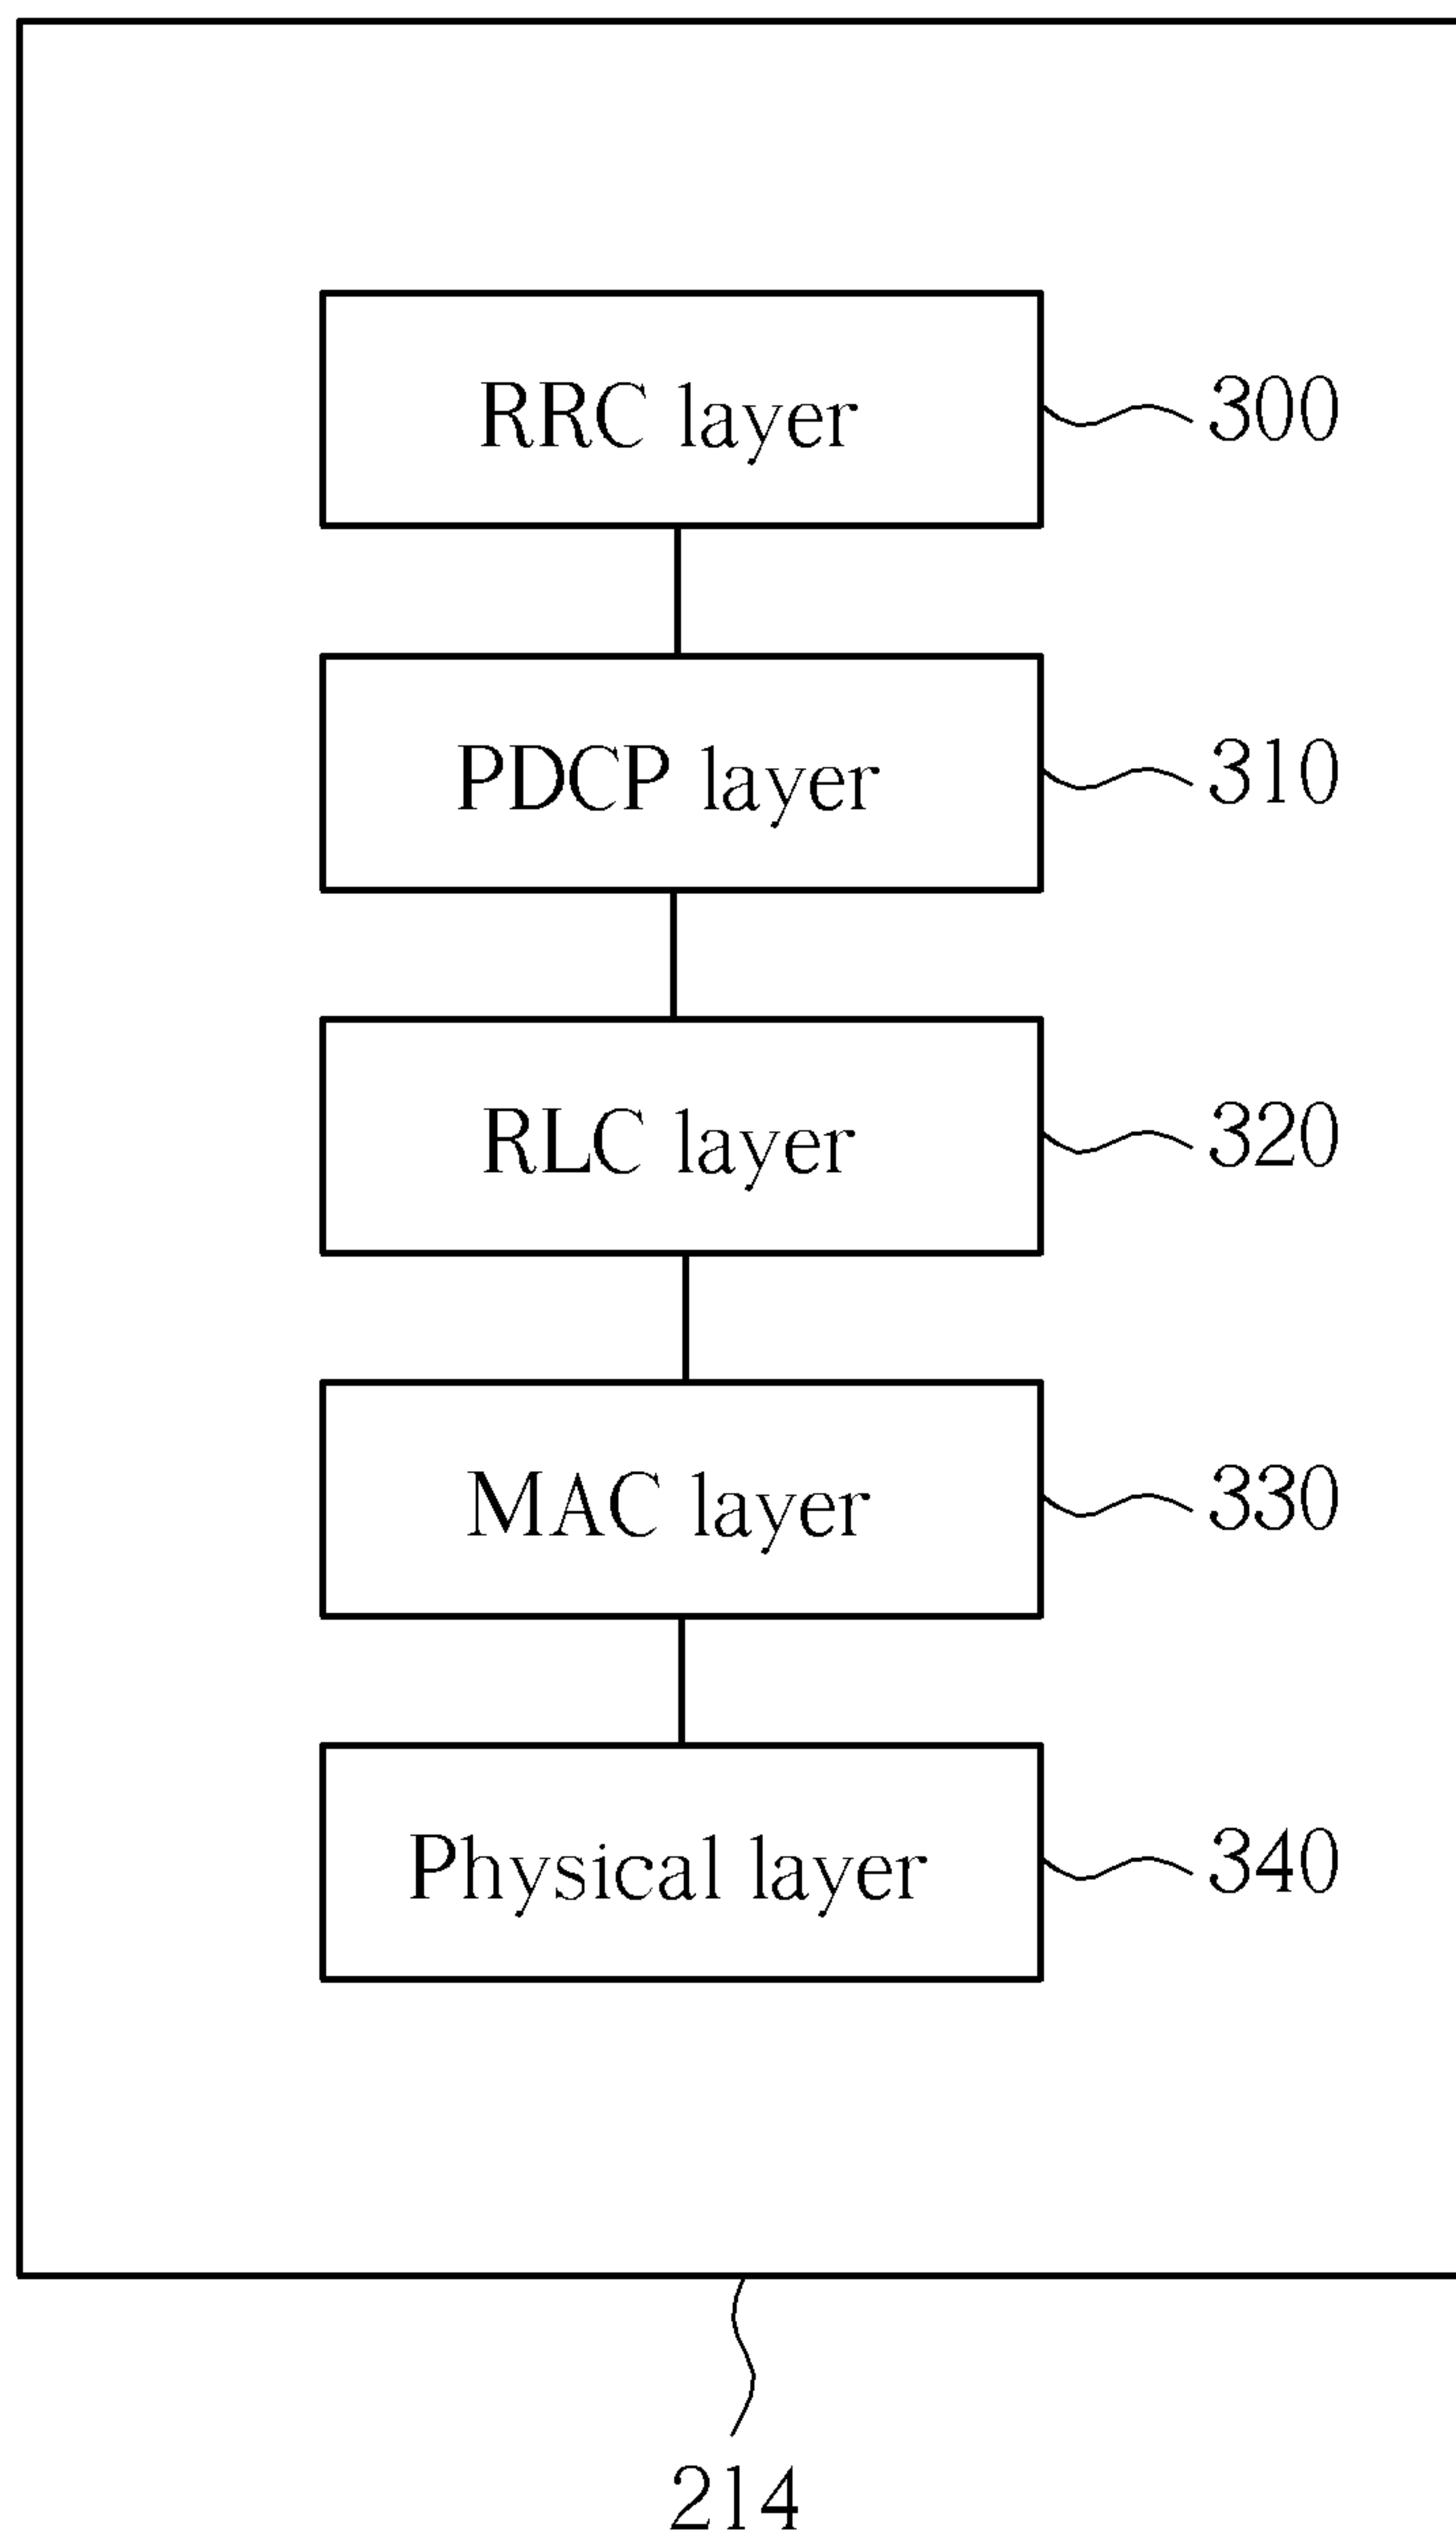 RRC layer
300
PDCP layer
310
RLC layer
320
MAC layer
330
Physical layer
340
214